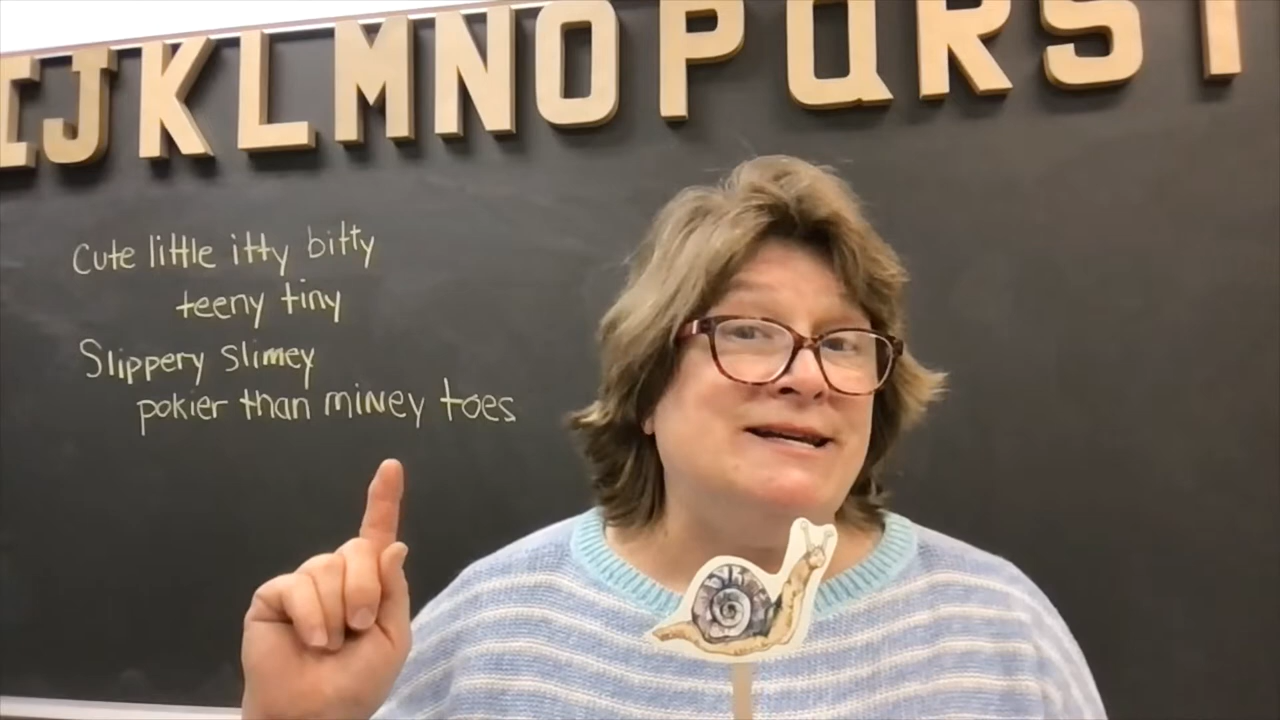 IJKLMNOPQRST
Cute little itty bitty
teeny tiny
Slippery slimey
pokier than miney toes